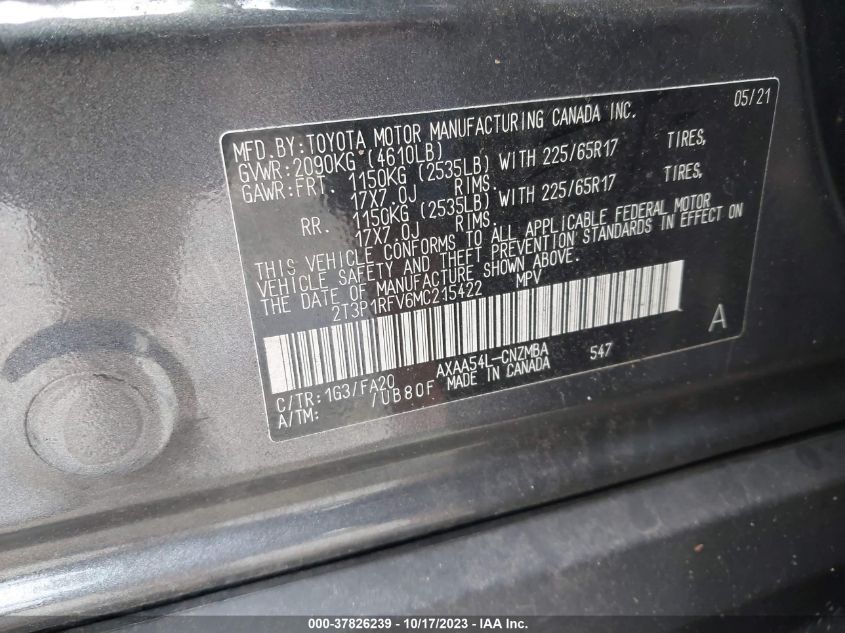 05/21
MFD. BY: TOYOTA MOTOR MANUFACTURING CANADA INC.
GVWR: 2090KG (4610LB)
GAWR: FRT. 1150KG (2535LB) WITH 225/65R17 TIRES,
17X7.0J RIMS.
RR. 1150KG (2535LB) WITH 225/65R17 TIRES,
17X7.0J RIMS.
THIS VEHICLE CONFORMS TO ALL APPLICABLE FEDERAL MOTOR
VEHICLE SAFETY AND THEFT PREVENTION STANDARDS IN EFFECT ON
THE DATE OF MANUFACTURE SHOWN ABOVE.
2T3P1RFV6MC215422 MPV
A
C/TR: 1G3/FA20 AXAA54L-CNZMBA 547
A/TM: /UB80F MADE IN CANADA
000-37826239 - 10/17/2023 - IAA Inc.